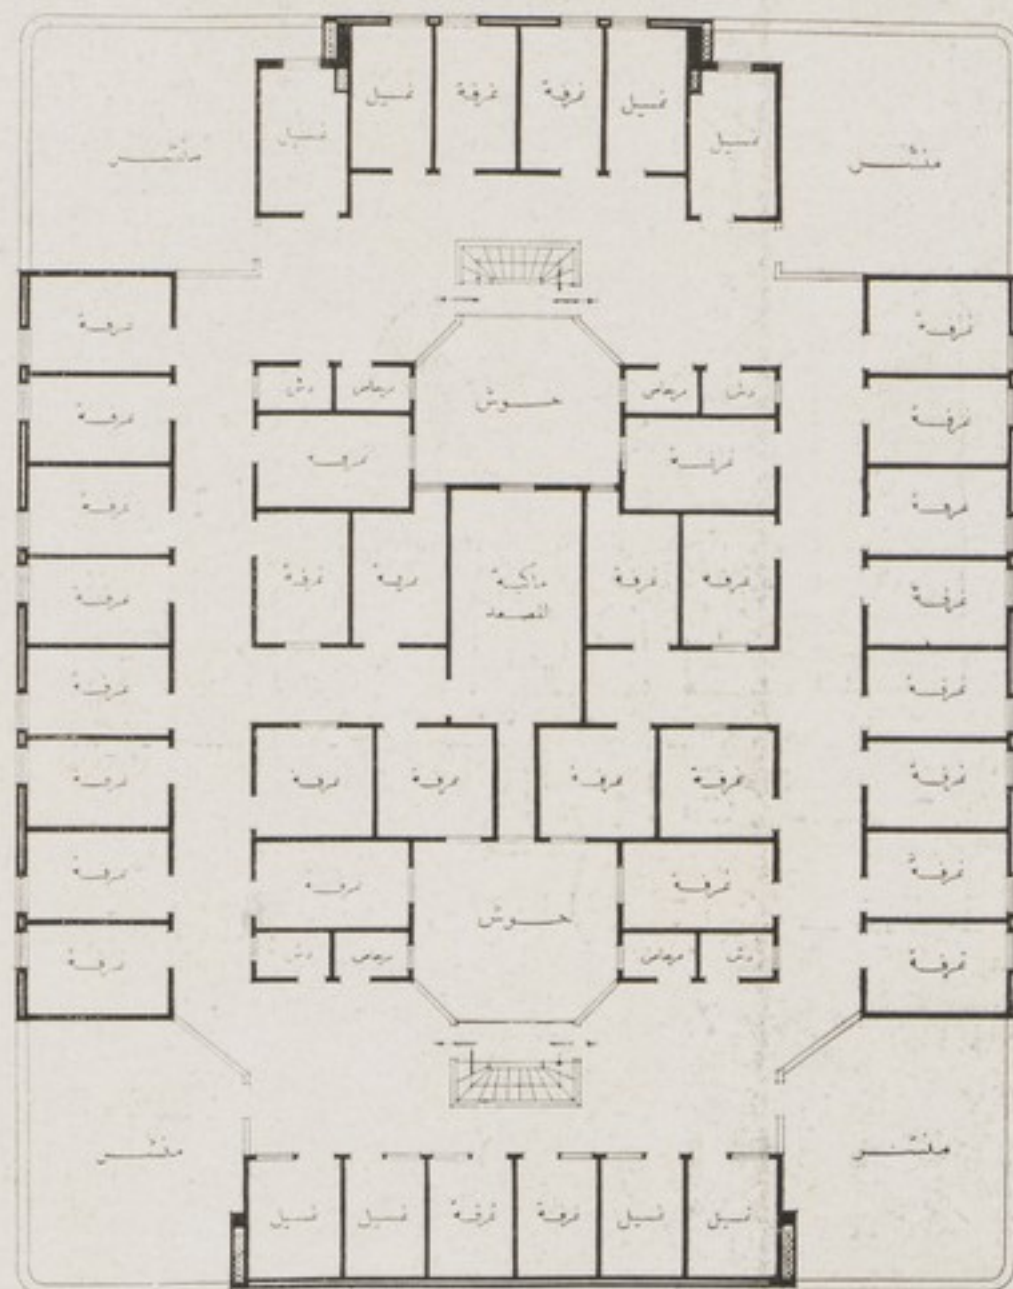 غسيل غرفة غرفة غسيل
غسيل غسيل
منشر منشر
غرفة غرفة
دش مرحاض مرحاض دش
غرفة حوش غرفة
غرفة غرفة
غرفة غرفة
غرفة غرفة
غرفة غرفة ماكينة غرفة غرفة
المصعد
غرفة غرفة
غرفة غرفة
غرفة غرفة غرفة غرفة
غرفة غرفة
غرفة غرفة
غرفة غرفة
حوش
دش مرحاض مرحاض دش
غرفة غرفة
منشر منشر
غسيل غسيل غرفة غرفة غسيل غسيل